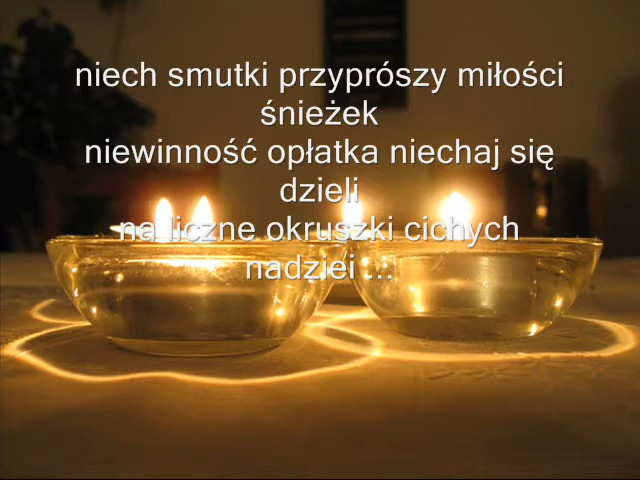 niech smutki przyprószy miłości
śnieżek
niewinność opłatka niechaj się
dzieli
na liczne okruszki cichych
nadziei ...